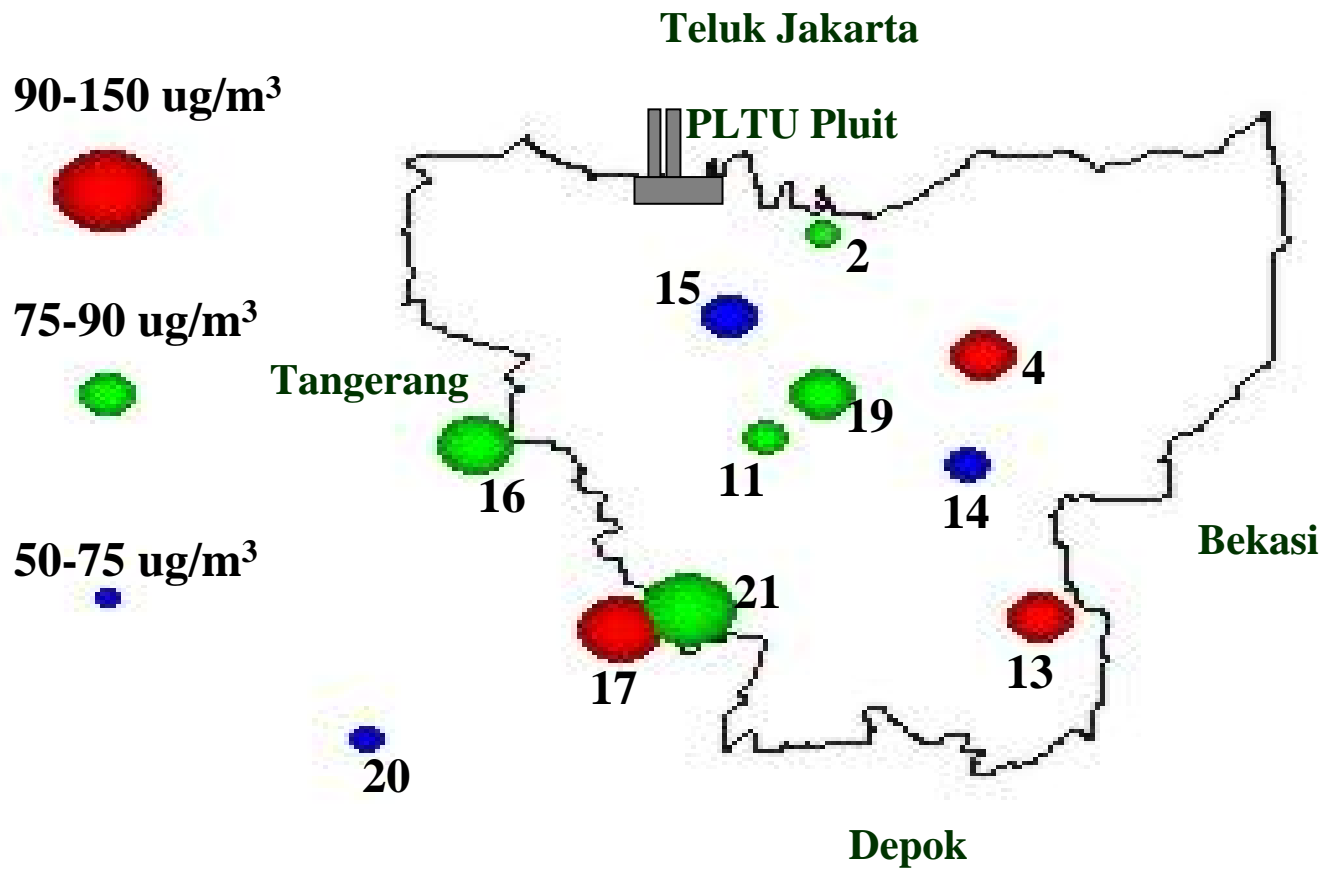 Teluk Jakarta
90-150 ug/m³
PLTU Pluit
2
15
75-90 ug/m³
4
Tangerang
19
11
16
14
Bekasi
50-75 ug/m³
21
13
17
20
Depok